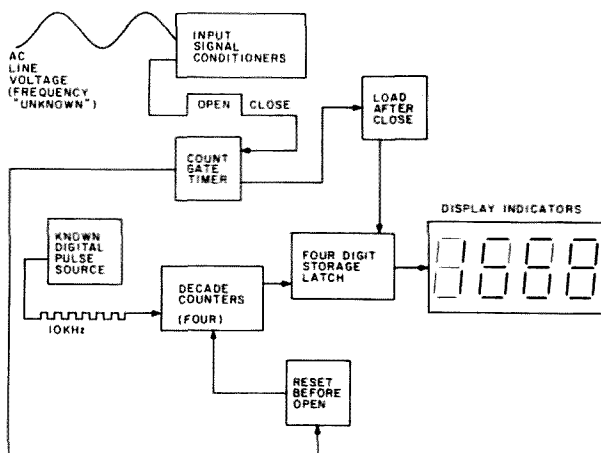 AC
LINE
VOLTAGE
(FREQUENCY
"UNKNOWN")
INPUT
SIGNAL
CONDITIONERS
OPEN CLOSE
LOAD
AFTER
CLOSE
COUNT
GATE
TIMER
DISPLAY INDICATORS
KNOWN
DIGITAL
PULSE
SOURCE
FOUR DIGIT
STORAGE
LATCH
DECADE
COUNTERS
(FOUR)
10KHz
RESET
BEFORE
OPEN